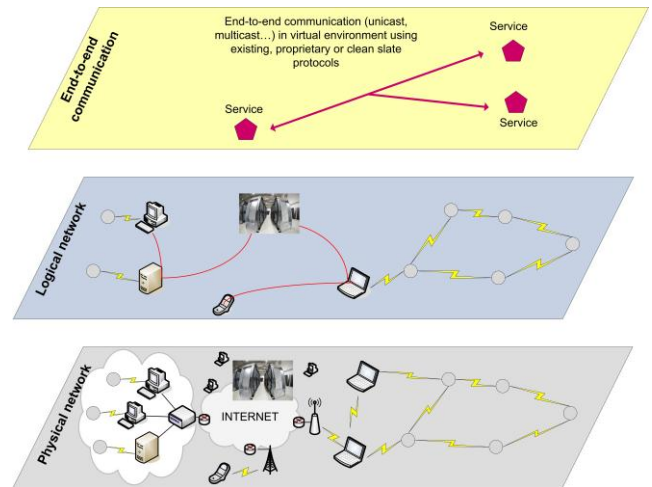 End-to-end communication (unicast,
multicast…) in virtual environment using
existing, proprietary or clean slate
protocols
Service
Service
Service
End-to-end
communication
Logical network
INTERNET
Physical network